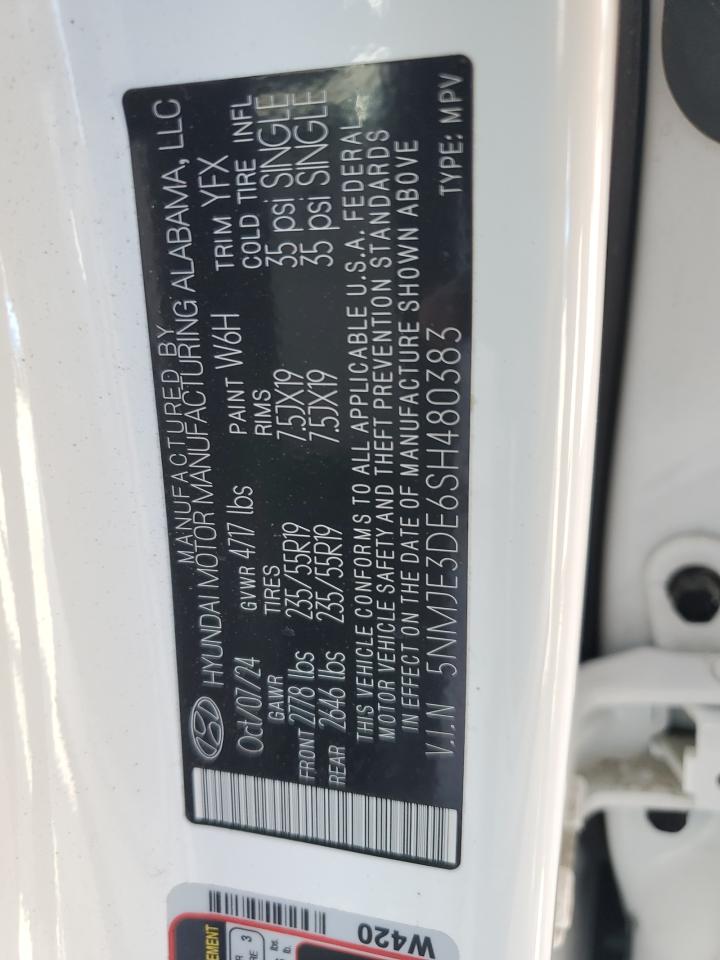 MANUFACTURED BY
HYUNDAI MOTOR MANUFACTURING ALABAMA, LLC
Oct/07/24 GVWR 4717 lbs PAINT W6H TRIM YFX
GAWR TIRES RIMS COLD TIRE INFL
FRONT 2778 lbs 235/55R19 7.5JX19 35 psi SINGLE
REAR 2646 lbs 235/55R19 7.5JX19 35 psi SINGLE
THIS VEHICLE CONFORMS TO ALL APPLICABLE U.S.A. FEDERAL
MOTOR VEHICLE SAFETY AND THEFT PREVENTION STANDARDS
IN EFFECT ON THE DATE OF MANUFACTURE SHOWN ABOVE
V.I.N 5NMJE3DE6SH480383 TYPE: MPV
W420
3
lbs.
lb.